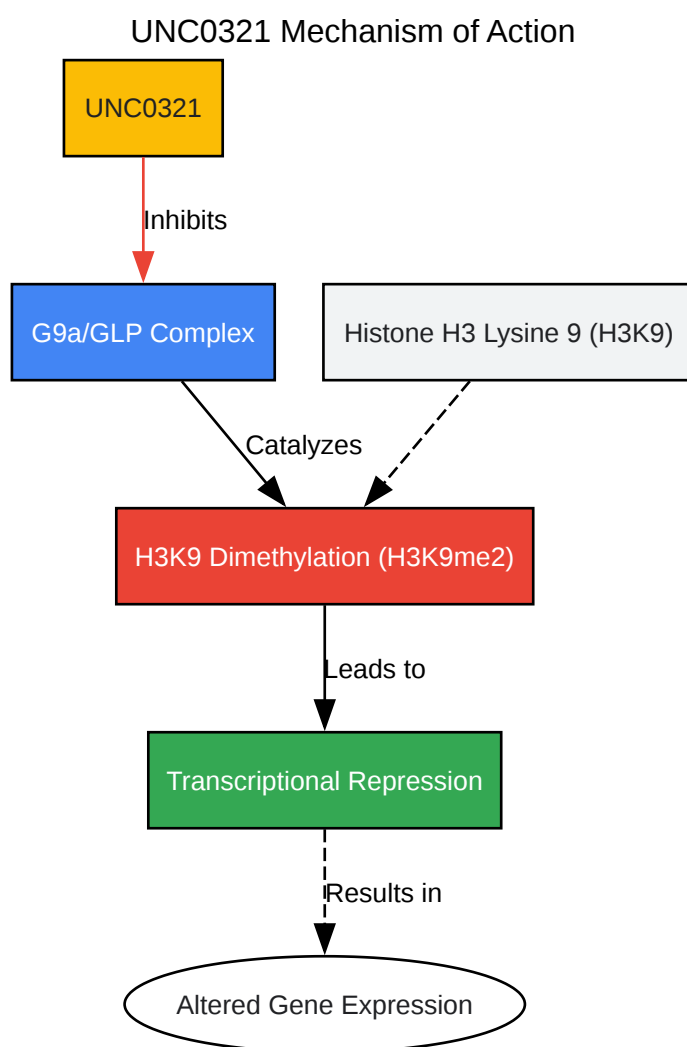 UNC0321 Mechanism of Action
UNC0321
Inhibits
G9a/GLP Complex
Histone H3 Lysine 9 (H3K9)
Catalyzes
H3K9 Dimethylation (H3K9me2)
Leads to
Transcriptional Repression
Results in
Altered Gene Expression